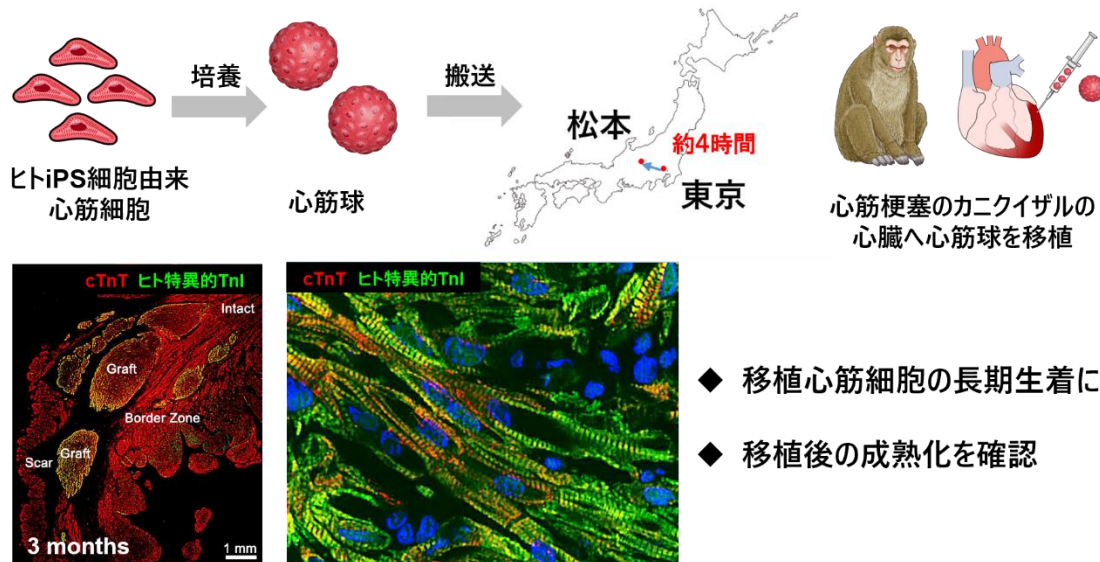 培養
搬送
松本
約4時間
東京
ヒトiPS細胞由来
心筋細胞
心筋球
心筋梗塞のカニクイザルの
心臓へ心筋球を移植
cTnT ヒト特異的TnI
Intact
Graft
Border Zone
Scar
Graft
3 months
1 mm
cTnT ヒト特異的TnI
◆ 移植心筋細胞の長期生着に
◆ 移植後の成熟化を確認